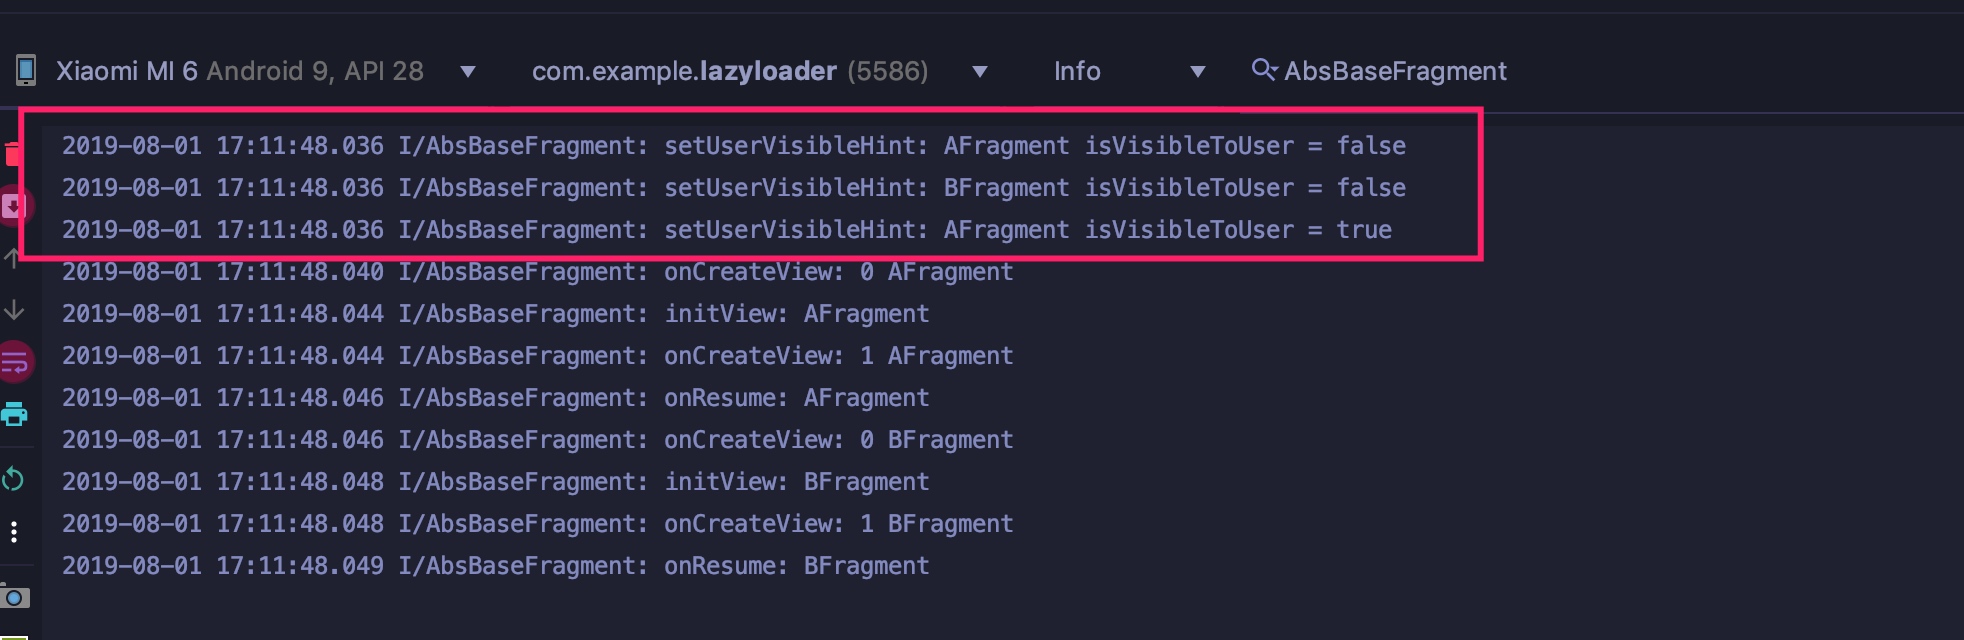 Xiaomi MI 6 Android 9, API 28 com.example.lazyloader (5586) Info AbsBaseFragment
2019-08-01 17:11:48.036 I/AbsBaseFragment: setUserVisibleHint: AFragment isVisibleToUser = false
2019-08-01 17:11:48.036 I/AbsBaseFragment: setUserVisibleHint: BFragment isVisibleToUser = false
2019-08-01 17:11:48.036 I/AbsBaseFragment: setUserVisibleHint: AFragment isVisibleToUser = true
2019-08-01 17:11:48.040 I/AbsBaseFragment: onCreateView: 0 AFragment
2019-08-01 17:11:48.044 I/AbsBaseFragment: initView: AFragment
2019-08-01 17:11:48.044 I/AbsBaseFragment: onCreateView: 1 AFragment
2019-08-01 17:11:48.046 I/AbsBaseFragment: onResume: AFragment
2019-08-01 17:11:48.046 I/AbsBaseFragment: onCreateView: 0 BFragment
2019-08-01 17:11:48.048 I/AbsBaseFragment: initView: BFragment
2019-08-01 17:11:48.048 I/AbsBaseFragment: onCreateView: 1 BFragment
2019-08-01 17:11:48.049 I/AbsBaseFragment: onResume: BFragment